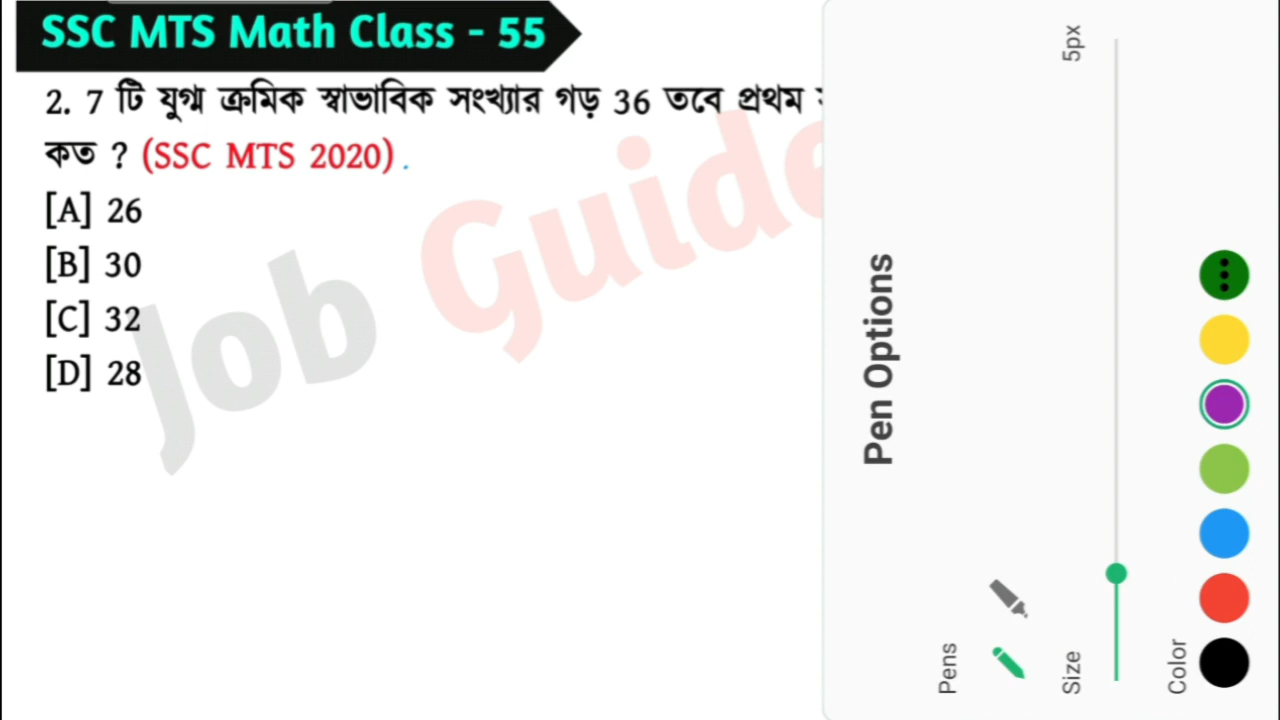 SSC MTS Math Class - 55
2. 7 টি যুগ্ম ক্রমিক স্বাভাবিক সংখ্যার গড় 36 তবে প্রথম
কত ? (SSC MTS 2020) .
[A] 26
[B] 30
[C] 32
[D] 28
Job Guide
Pen Options
Pens
Size
5px
Color